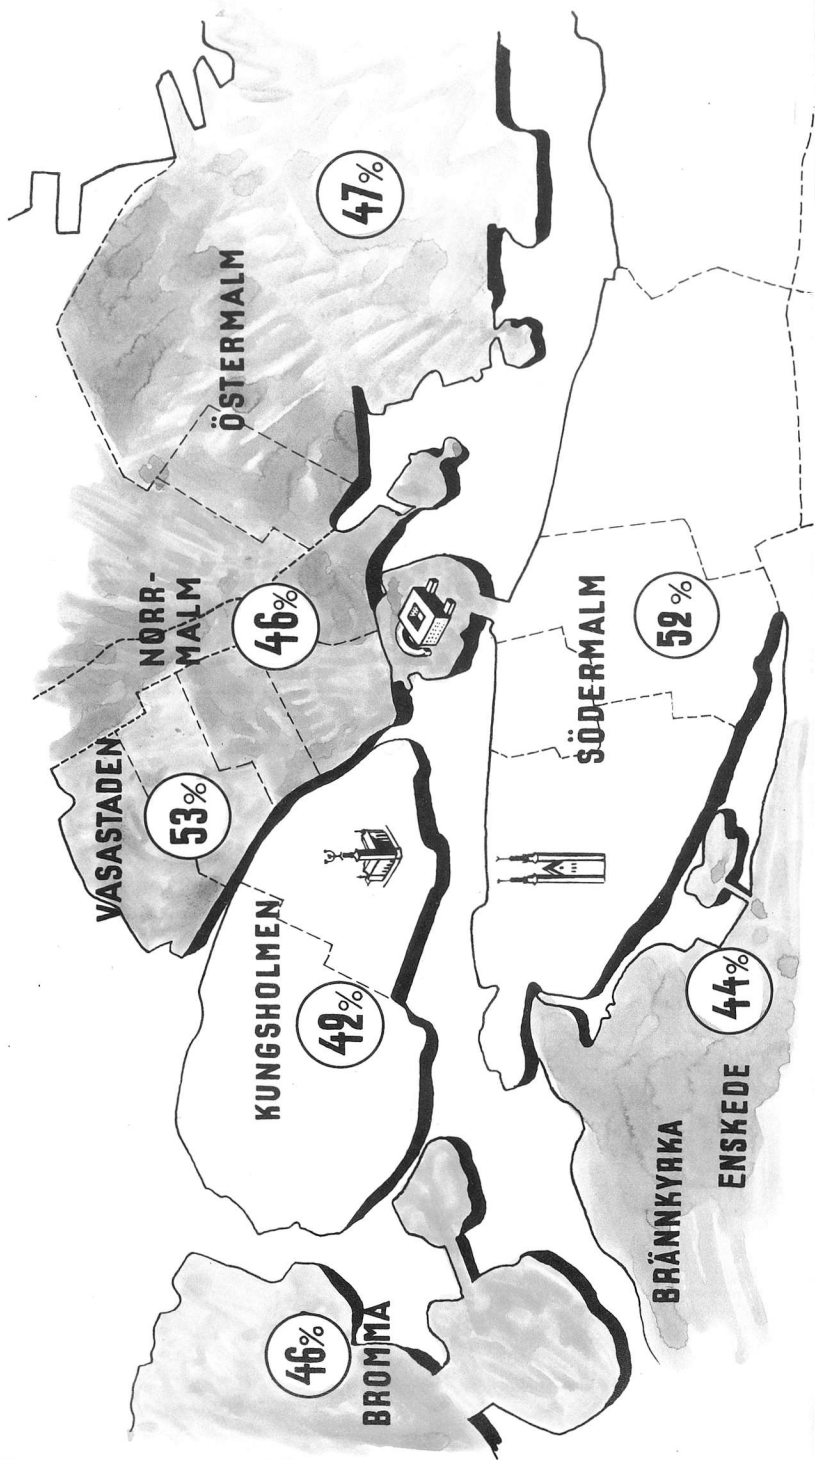 VASASTADEN
53%
NORR-
MALM
46%
ÖSTERMALM
47%
KUNGSHOLMEN
42%
46%
BROMMA
SÖDERMALM
52%
BRÄNNKYRKA
ENSKEDE
44%